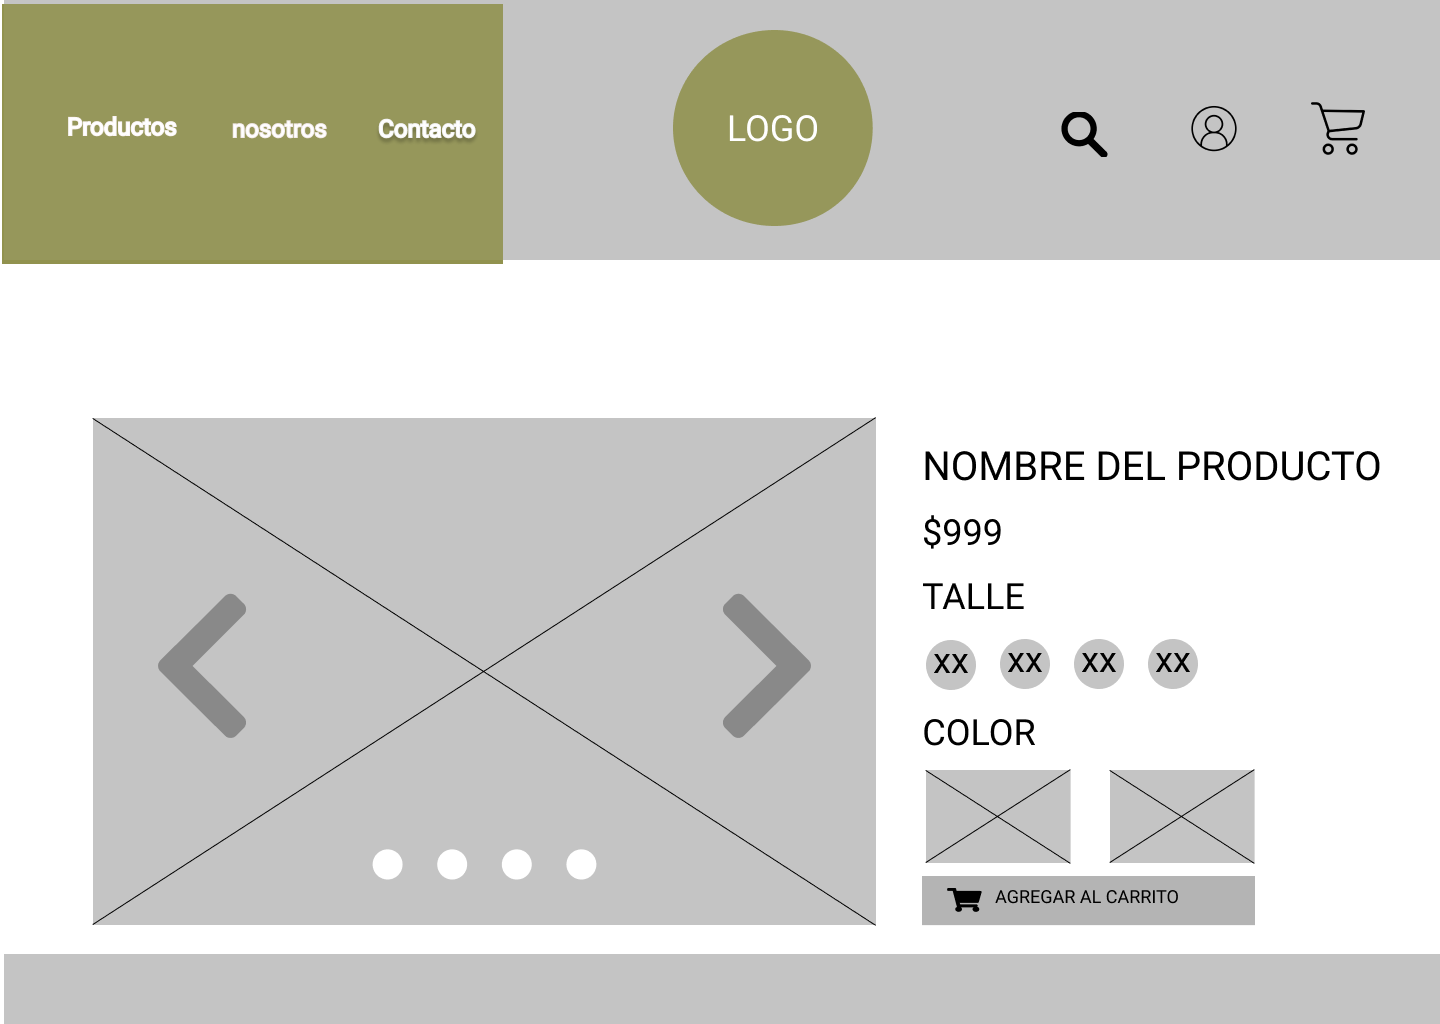 Productos nosotros Contacto
LOGO
NOMBRE DEL PRODUCTO
$999
TALLE
XX XX XX XX
COLOR
AGREGAR AL CARRITO